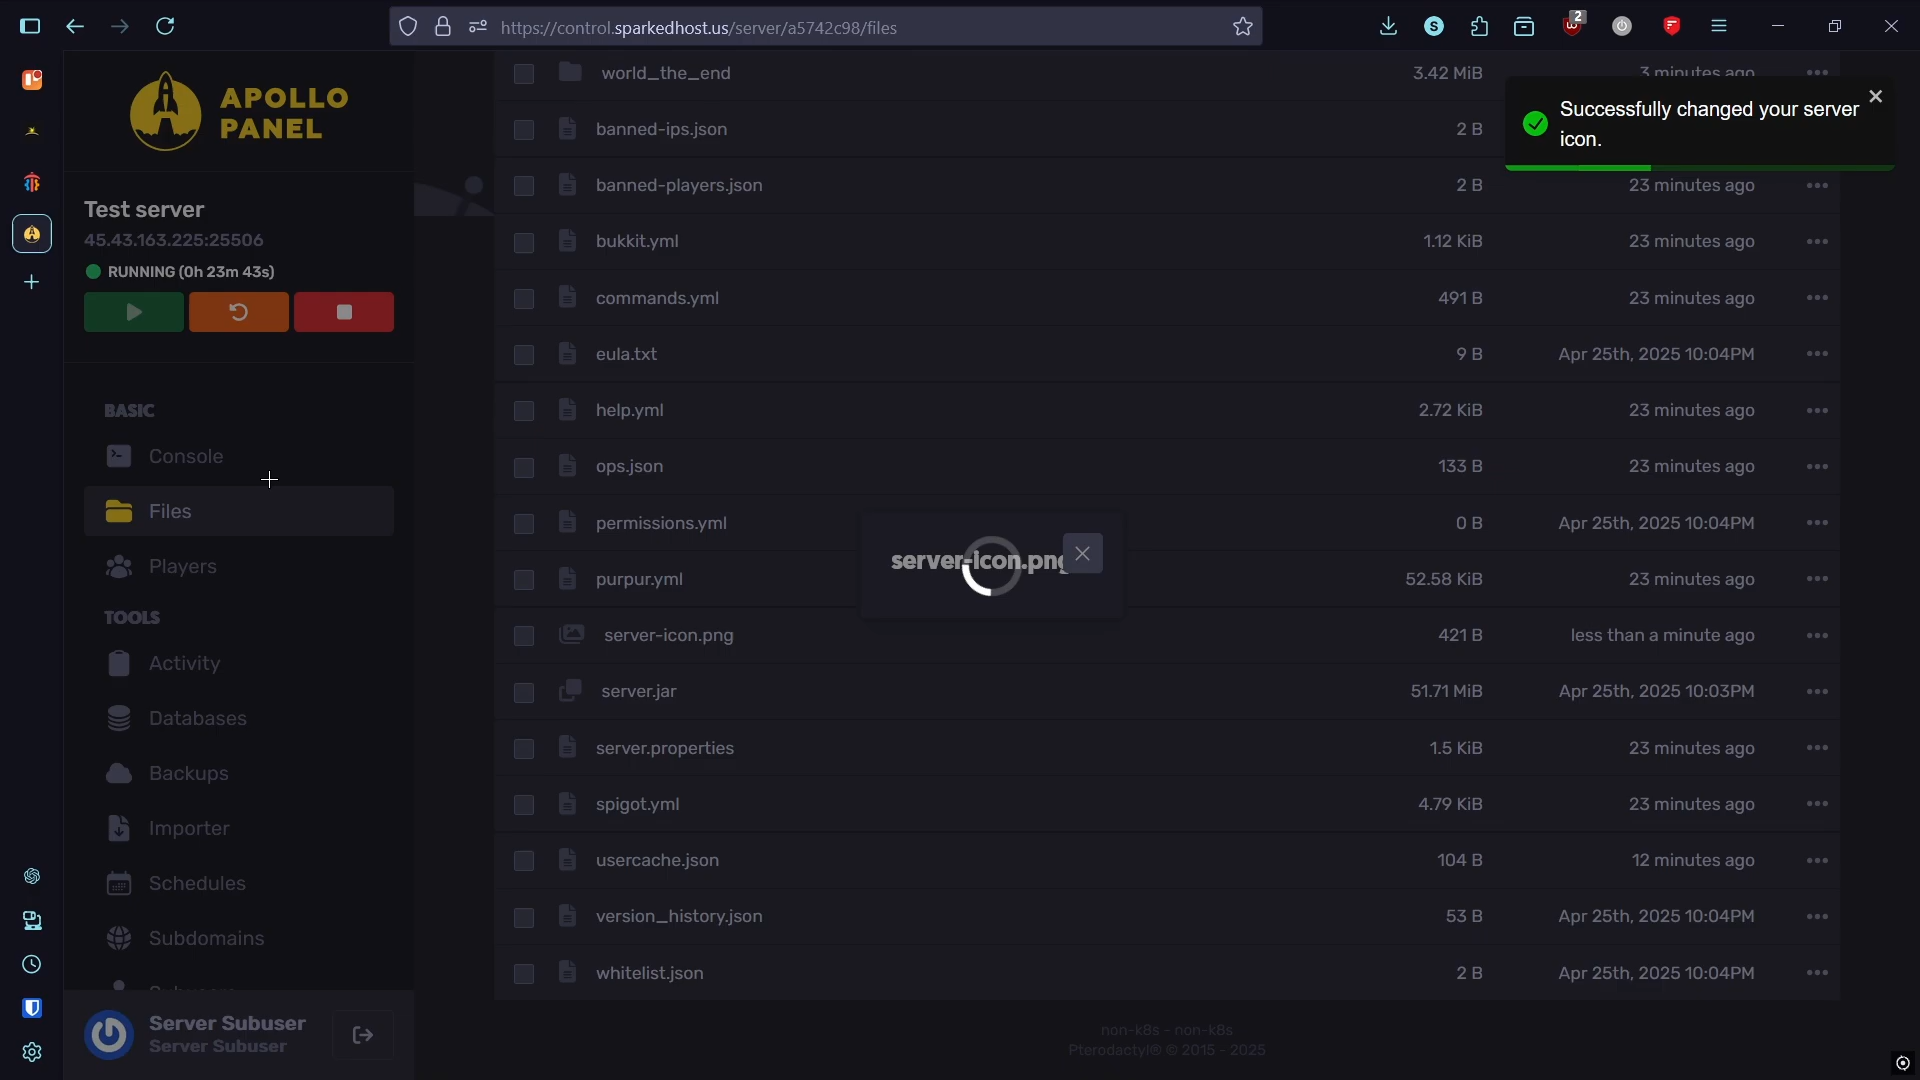 https://control.sparkedhost.us/server/a5742c98/files
2
APOLLO
PANEL
Test server
45.43.163.225:25506
RUNNING (0h 23m 43s)
BASIC
Console
Files
Players
TOOLS
Activity
Databases
Backups
Importer
Schedules
Subdomains
Server Subuser
Server Subuser
world_the_end 3.42 MiB 3 minutes ago
banned-ips.json 2 B
banned-players.json 2 B 23 minutes ago
bukkit.yml 1.12 KiB 23 minutes ago
commands.yml 491 B 23 minutes ago
eula.txt 9 B Apr 25th, 2025 10:04PM
help.yml 2.72 KiB 23 minutes ago
ops.json 133 B 23 minutes ago
permissions.yml 0 B Apr 25th, 2025 10:04PM
purpur.yml 52.58 KiB 23 minutes ago
server-icon.png 421 B less than a minute ago
server.jar 51.71 MiB Apr 25th, 2025 10:03PM
server.properties 1.5 KiB 23 minutes ago
spigot.yml 4.79 KiB 23 minutes ago
usercache.json 104 B 12 minutes ago
version_history.json 53 B Apr 25th, 2025 10:04PM
whitelist.json 2 B Apr 25th, 2025 10:04PM
server-icon.png
Successfully changed your server
icon.
non-k8s - non-k8s
Pterodactyl® © 2015 - 2025